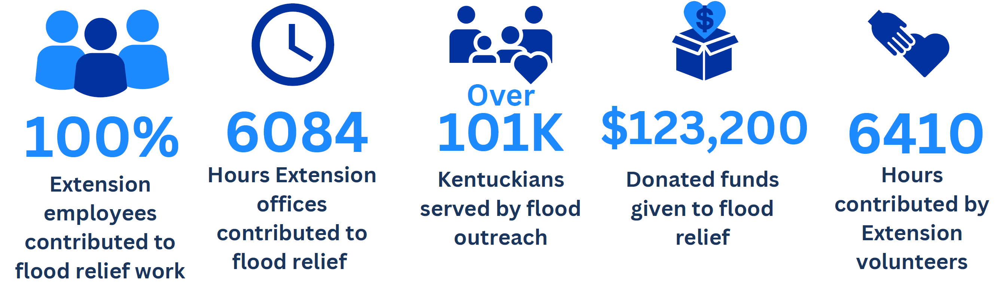 100%
Extension
employees
contributed to
flood relief work
6084
Hours Extension
offices
contributed to
flood relief
Over
101K
Kentuckians
served by flood
outreach
$
$123,200
Donated funds
given to flood
relief
6410
Hours
contributed by
Extension
volunteers